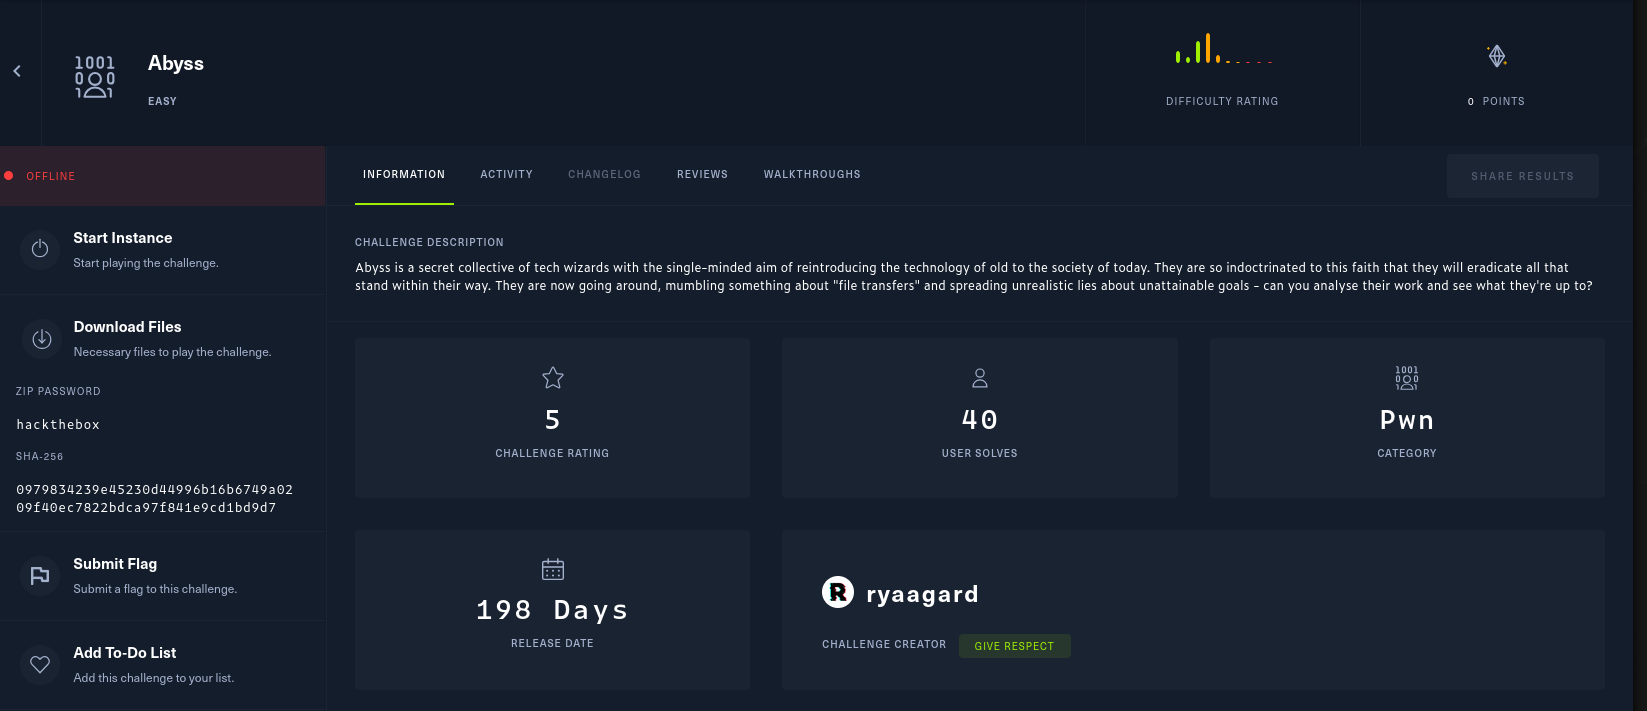 Abyss
EASY
DIFFICULTY RATING
0 POINTS
OFFLINE
INFORMATION
ACTIVITY
CHANGELOG
REVIEWS
WALKTHROUGHS
SHARE RESULTS
Start Instance
Start playing the challenge.
Download Files
Necessary files to play the challenge.
ZIP PASSWORD
hackthebox
SHA-256
0979834239e45230d44996b16b6749a02
09f40ec7822bdca97f841e9cd1bd9d7
Submit Flag
Submit a flag to this challenge.
Add To-Do List
Add this challenge to your list.
CHALLENGE DESCRIPTION
Abyss is a secret collective of tech wizards with the single-minded aim of reintroducing the technology of old to the society of today. They are so indoctrinated to this faith that they will eradicate all that
stand within their way. They are now going around, mumbling something about "file transfers" and spreading unrealistic lies about unattainable goals - can you analyse their work and see what they're up to?
5
CHALLENGE RATING
40
USER SOLVES
Pwn
CATEGORY
198 Days
RELEASE DATE
ryaagard
CHALLENGE CREATOR
GIVE RESPECT